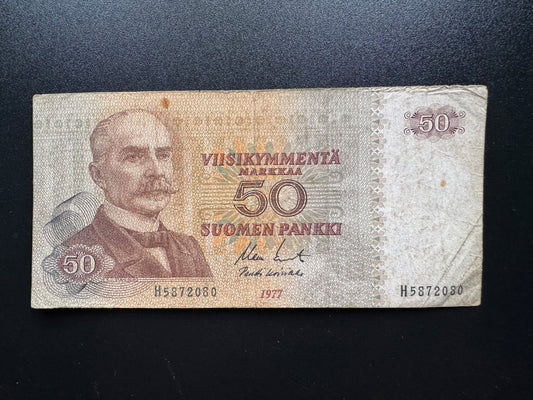 50
VIISIKYMMENTÄ
MARKKAA
50
SUOMEN PANKKI
50
H5872080
1977
H5872080